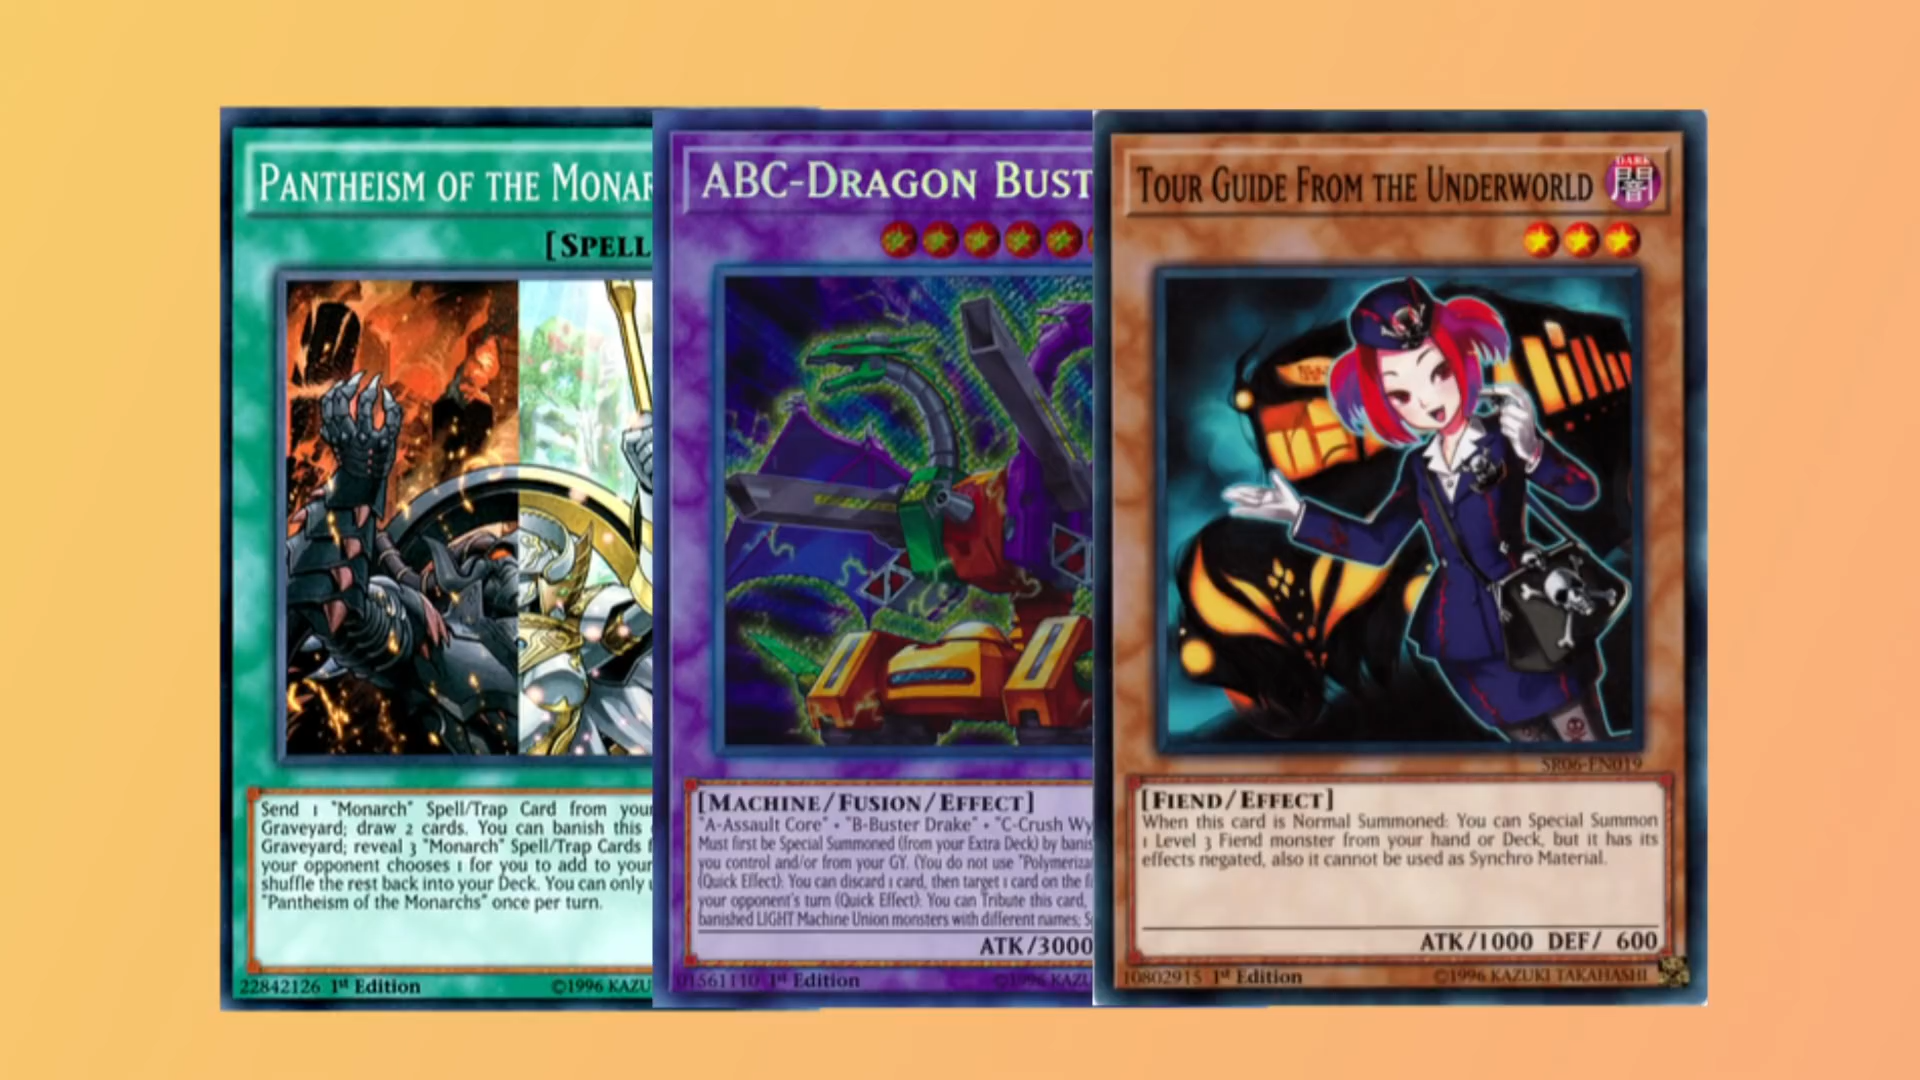 PANTHEISM OF THE MONAR
[SPELL
Send 1 "Monarch" Spell/Trap Card from your
Graveyard; draw 2 cards. You can banish this
Graveyard; reveal 3 "Monarch" Spell/Trap Cards f
your opponent chooses 1 for you to add to your
shuffle the rest back into your Deck. You can only u
"Pantheism of the Monarchs" once per turn.
22842126 1st Edition
©1996 KAZU
ABC-DRAGON BUST
[MACHINE/FUSION/EFFECT]
"A-Assault Core" • "B-Buster Drake" • "C-Crush Wy
Must first be Special Summoned (from your Extra Deck) by banis
you control and/or from your GY. (You do not use "Polymeriza
(Quick Effect): You can discard 1 card, then target 1 card on the fi
your opponent's turn (Quick Effect): You can Tribute this card,
banished LIGHT Machine Union monsters with different names; S
ATK/3000
01561110 1st Edition
©1996 KAZU
TOUR GUIDE FROM THE UNDERWORLD
DARK
闇
SR06-EN019
[FIEND/EFFECT]
When this card is Normal Summoned: You can Special Summon
1 Level 3 Fiend monster from your hand or Deck, but it has its
effects negated, also it cannot be used as Synchro Material.
ATK/1000 DEF/ 600
10802915 1st Edition
©1996 KAZUKI TAKAHASHI